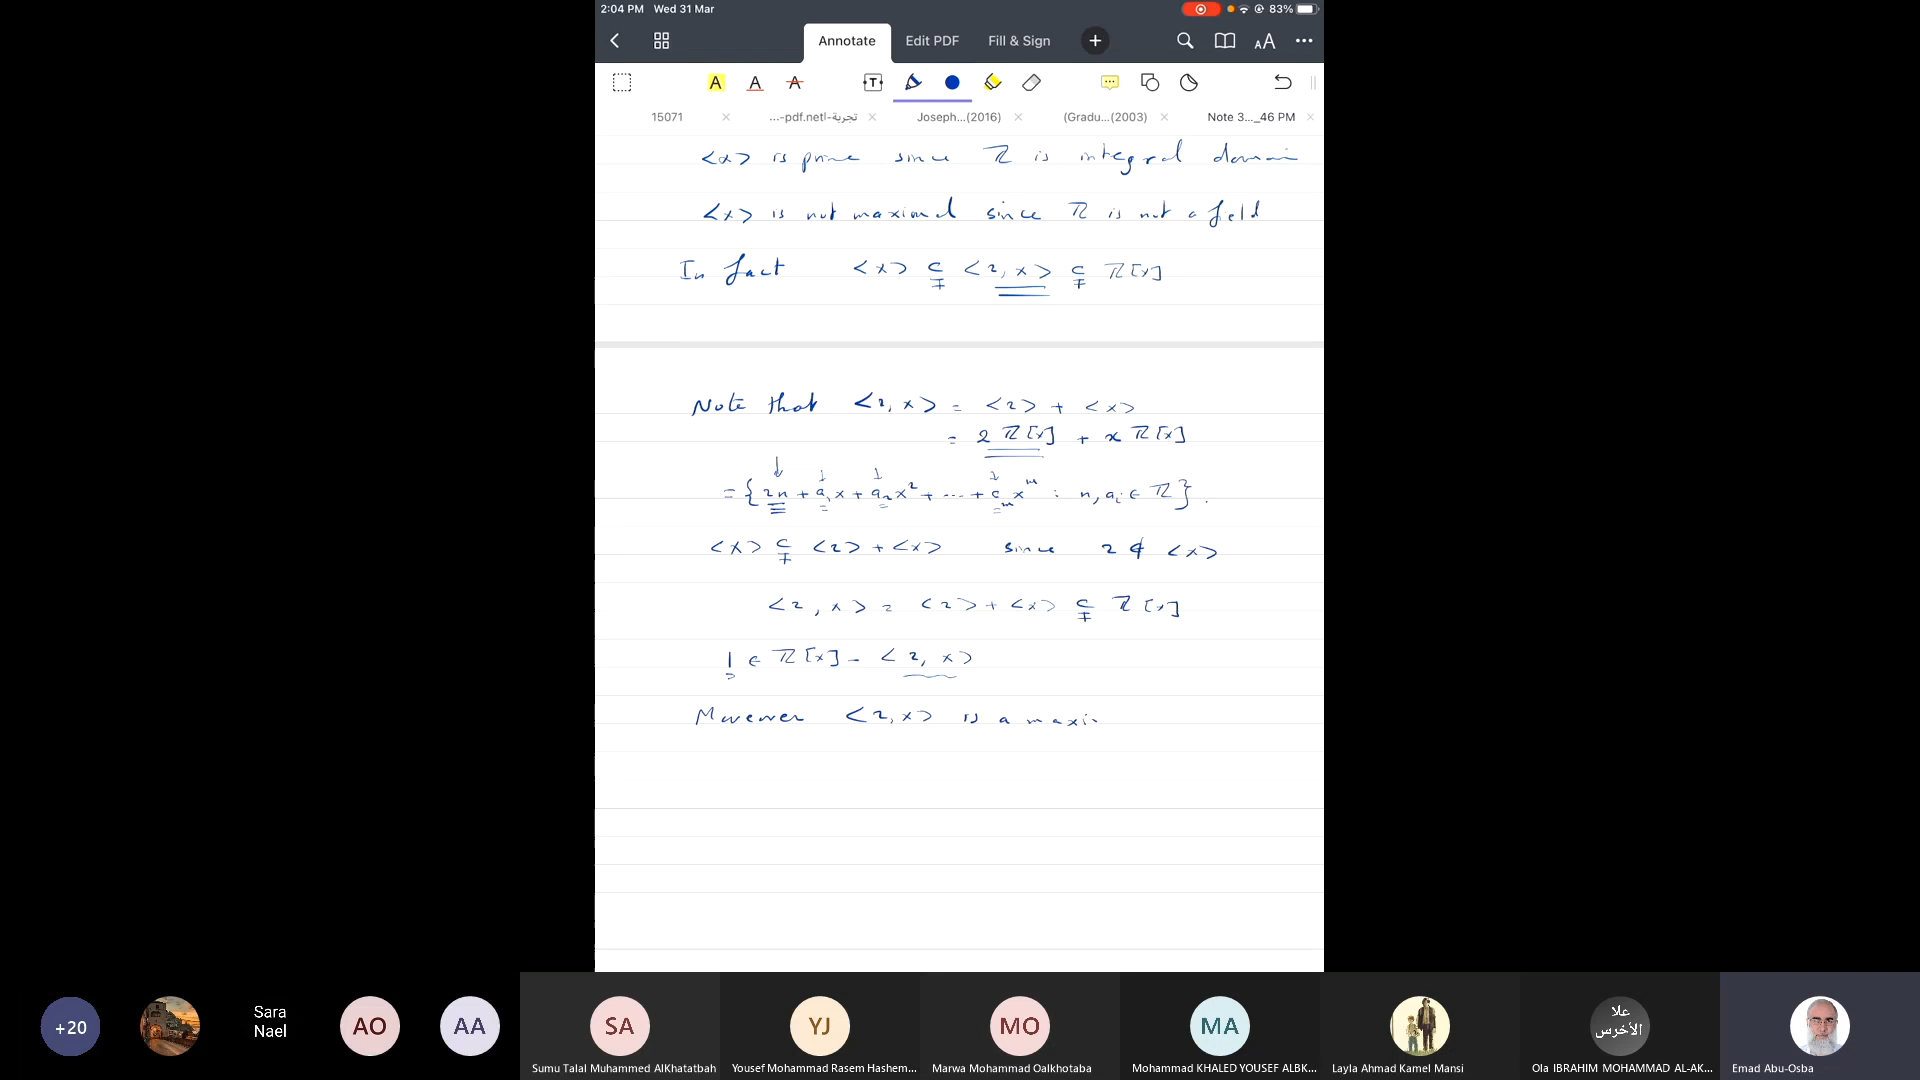 2:04 PM Wed 31 Mar
83%
Annotate Edit PDF Fill & Sign
15071 ...-pdf.net-تجربة Joseph...(2016) (Gradu...(2003) Note 3..._46 PM
<x> is prime since ℤ is integral domain
<x> is not maximal since ℤ is not a field
In fact <x> ⊊ <2, x> ⊊ ℤ[x]
Note that <2, x> = <2> + <x>
= 2 ℤ[x] + x ℤ[x]
= {2n + a₁x + a₂x² + ... + aₘxᵐ : n, aᵢ ∈ ℤ}.
<x> ⊊ <2> + <x> since 2 ∉ <x>
<2, x> = <2> + <x> ⊊ ℤ[x]
1 ∈ ℤ[x] - <2, x>
Moreover <2, x> is a maxi
+20
Sara
Nael
AO
AA
SA
Sumu Talal Muhammed AlKhatatbah
YJ
Yousef Mohammad Rasem Hashem...
MO
Marwa Mohammad Oalkhotaba
MA
Mohammad KHALED YOUSEF ALBK...
Layla Ahmad Kamel Mansi
علا
الأخرس
Ola IBRAHIM MOHAMMAD AL-AK...
Emad Abu-Osba